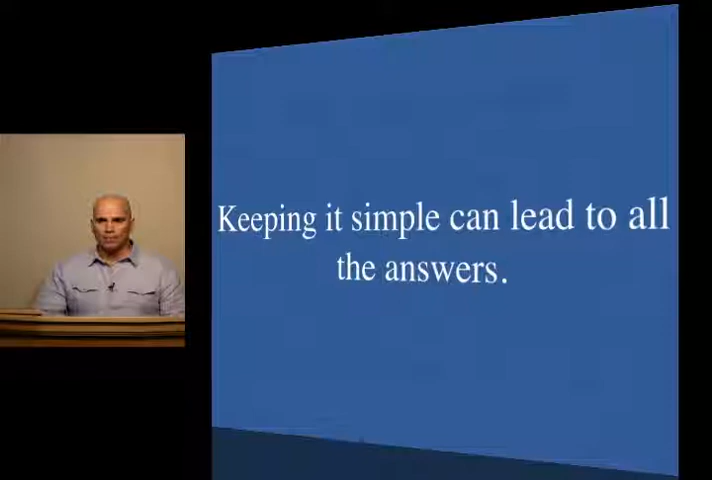 Keeping it simple can lead to all
the answers.